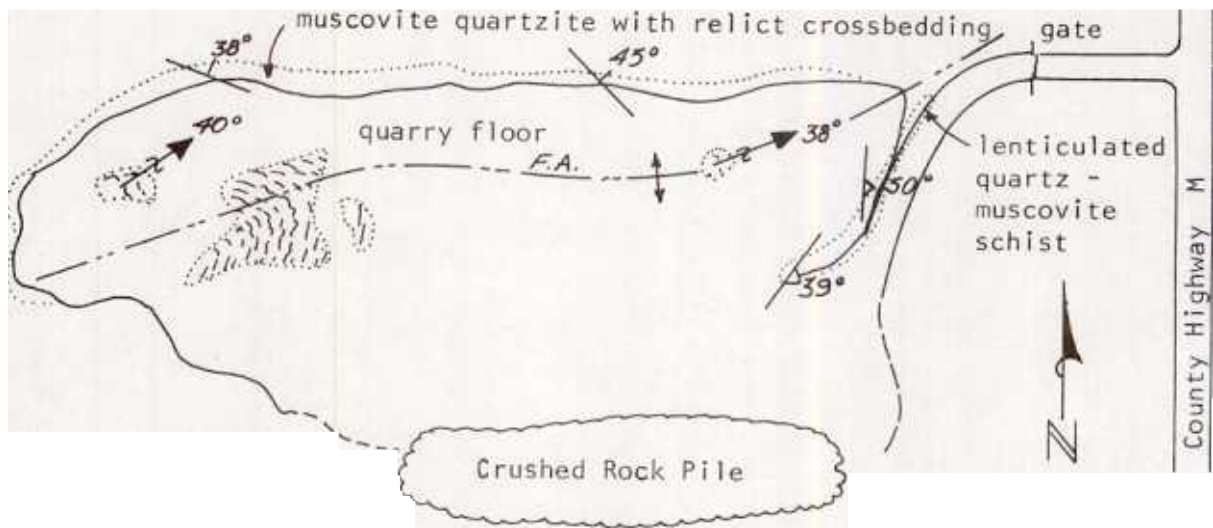 muscovite quartzite with relict crossbedding
gate
38°
45°
40°
quarry floor
F.A.
38°
lenticulated
quartz -
muscovite
schist
50°
39°
County Highway M
N
Crushed Rock Pile